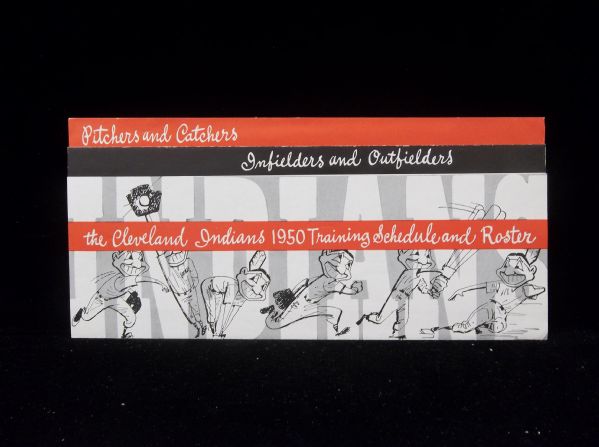 Pitchers and Catchers
Infielders and Outfielders
INDIANS
the Cleveland Indians 1950 Training Schedule and Roster